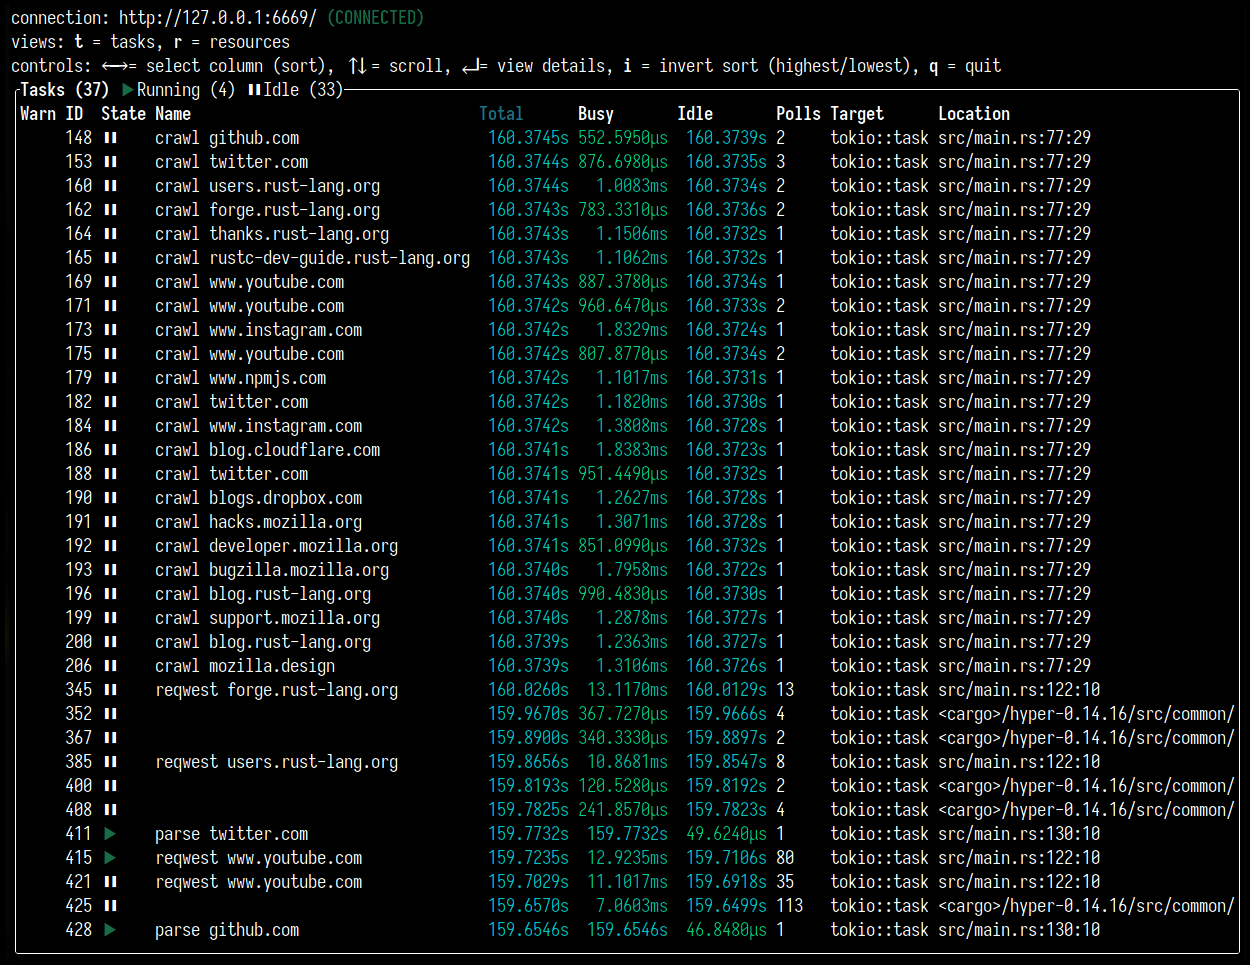 connection: http://127.0.0.1:6669/ (CONNECTED)
views: t = tasks, r = resources
controls: ←→= select column (sort), ↑↓= scroll, ↵= view details, i = invert sort (highest/lowest), q = quit
Tasks (37) ▶Running (4) ⏸Idle (33)
Warn ID State Name Total Busy Idle Polls Target Location
148 ⏸ crawl github.com 160.3745s 552.5950µs 160.3739s 2 tokio::task src/main.rs:77:29
153 ⏸ crawl twitter.com 160.3744s 876.6980µs 160.3735s 3 tokio::task src/main.rs:77:29
160 ⏸ crawl users.rust-lang.org 160.3744s 1.0083ms 160.3734s 2 tokio::task src/main.rs:77:29
162 ⏸ crawl forge.rust-lang.org 160.3743s 783.3310µs 160.3736s 2 tokio::task src/main.rs:77:29
164 ⏸ crawl thanks.rust-lang.org 160.3743s 1.1506ms 160.3732s 1 tokio::task src/main.rs:77:29
165 ⏸ crawl rustc-dev-guide.rust-lang.org 160.3743s 1.1062ms 160.3732s 1 tokio::task src/main.rs:77:29
169 ⏸ crawl www.youtube.com 160.3743s 887.3780µs 160.3734s 1 tokio::task src/main.rs:77:29
171 ⏸ crawl www.youtube.com 160.3742s 960.6470µs 160.3733s 2 tokio::task src/main.rs:77:29
173 ⏸ crawl www.instagram.com 160.3742s 1.8329ms 160.3724s 1 tokio::task src/main.rs:77:29
175 ⏸ crawl www.youtube.com 160.3742s 807.8770µs 160.3734s 2 tokio::task src/main.rs:77:29
179 ⏸ crawl www.npmjs.com 160.3742s 1.1017ms 160.3731s 1 tokio::task src/main.rs:77:29
182 ⏸ crawl twitter.com 160.3742s 1.1820ms 160.3730s 1 tokio::task src/main.rs:77:29
184 ⏸ crawl www.instagram.com 160.3742s 1.3808ms 160.3728s 1 tokio::task src/main.rs:77:29
186 ⏸ crawl blog.cloudflare.com 160.3741s 1.8383ms 160.3723s 1 tokio::task src/main.rs:77:29
188 ⏸ crawl twitter.com 160.3741s 951.4490µs 160.3732s 1 tokio::task src/main.rs:77:29
190 ⏸ crawl blogs.dropbox.com 160.3741s 1.2627ms 160.3728s 1 tokio::task src/main.rs:77:29
191 ⏸ crawl hacks.mozilla.org 160.3741s 1.3071ms 160.3728s 1 tokio::task src/main.rs:77:29
192 ⏸ crawl developer.mozilla.org 160.3741s 851.0990µs 160.3732s 1 tokio::task src/main.rs:77:29
193 ⏸ crawl bugzilla.mozilla.org 160.3740s 1.7958ms 160.3722s 1 tokio::task src/main.rs:77:29
196 ⏸ crawl blog.rust-lang.org 160.3740s 990.4830µs 160.3730s 1 tokio::task src/main.rs:77:29
199 ⏸ crawl support.mozilla.org 160.3740s 1.2878ms 160.3727s 1 tokio::task src/main.rs:77:29
200 ⏸ crawl blog.rust-lang.org 160.3739s 1.2363ms 160.3727s 1 tokio::task src/main.rs:77:29
206 ⏸ crawl mozilla.design 160.3739s 1.3106ms 160.3726s 1 tokio::task src/main.rs:77:29
345 ⏸ reqwest forge.rust-lang.org 160.0260s 13.1170ms 160.0129s 13 tokio::task src/main.rs:122:10
352 ⏸ 159.9670s 367.7270µs 159.9666s 4 tokio::task <cargo>/hyper-0.14.16/src/common/
367 ⏸ 159.8900s 340.3330µs 159.8897s 2 tokio::task <cargo>/hyper-0.14.16/src/common/
385 ⏸ reqwest users.rust-lang.org 159.8656s 10.8681ms 159.8547s 8 tokio::task src/main.rs:122:10
400 ⏸ 159.8193s 120.5280µs 159.8192s 2 tokio::task <cargo>/hyper-0.14.16/src/common/
408 ⏸ 159.7825s 241.8570µs 159.7823s 4 tokio::task <cargo>/hyper-0.14.16/src/common/
411 ▶ parse twitter.com 159.7732s 159.7732s 49.6240µs 1 tokio::task src/main.rs:130:10
415 ▶ reqwest www.youtube.com 159.7235s 12.9235ms 159.7106s 80 tokio::task src/main.rs:122:10
421 ⏸ reqwest www.youtube.com 159.7029s 11.1017ms 159.6918s 35 tokio::task src/main.rs:122:10
425 ⏸ 159.6570s 7.0603ms 159.6499s 113 tokio::task <cargo>/hyper-0.14.16/src/common/
428 ▶ parse github.com 159.6546s 159.6546s 46.8480µs 1 tokio::task src/main.rs:130:10